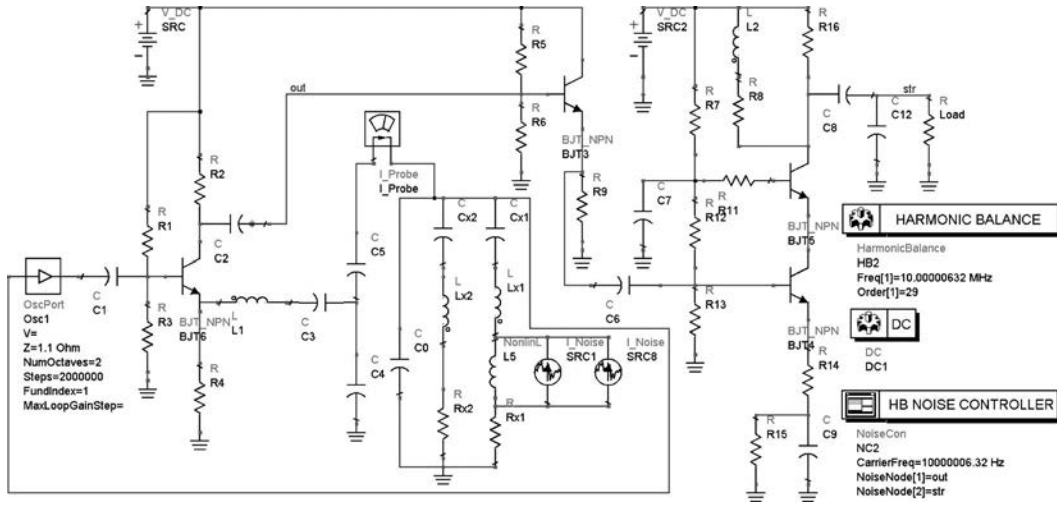 V_DC
SRC
R
R5
V_DC
SRC2
L
L2
R
R16
out
R
R6
R
R7
R
R8
str
C
C8
C
C12
R
Load
R
R2
I_Probe
I_Probe
BJT_NPN
BJT3
R
R1
C
C2
C
Cx2
C
Cx1
R
R9
C
C7
R
R12
R
R11
BJT_NPN
BJT5
HARMONIC BALANCE
HarmonicBalance
HB2
Freq[1]=10.00000632 MHz
Order[1]=29
C
C5
OscPort
Osc1
V=
Z=1.1 Ohm
NumOctaves=2
Steps=2000000
FundIndex=1
MaxLoopGainStep=
C
C1
R
R3
BJT_NPN
BJT6
L
L1
C
C3
L
Lx2
L
Lx1
C
C6
R
R13
BJT_NPN
BJT4
DC
DC
DC1
C
C4
C
C0
NonlinL
L5
I_Noise
SRC1
I_Noise
SRC8
R
R14
R
R4
R
Rx2
R
Rx1
R
R15
C
C9
HB NOISE CONTROLLER
NoiseCon
NC2
CarrierFreq=10000006.32 Hz
NoiseNode[1]=out
NoiseNode[2]=str